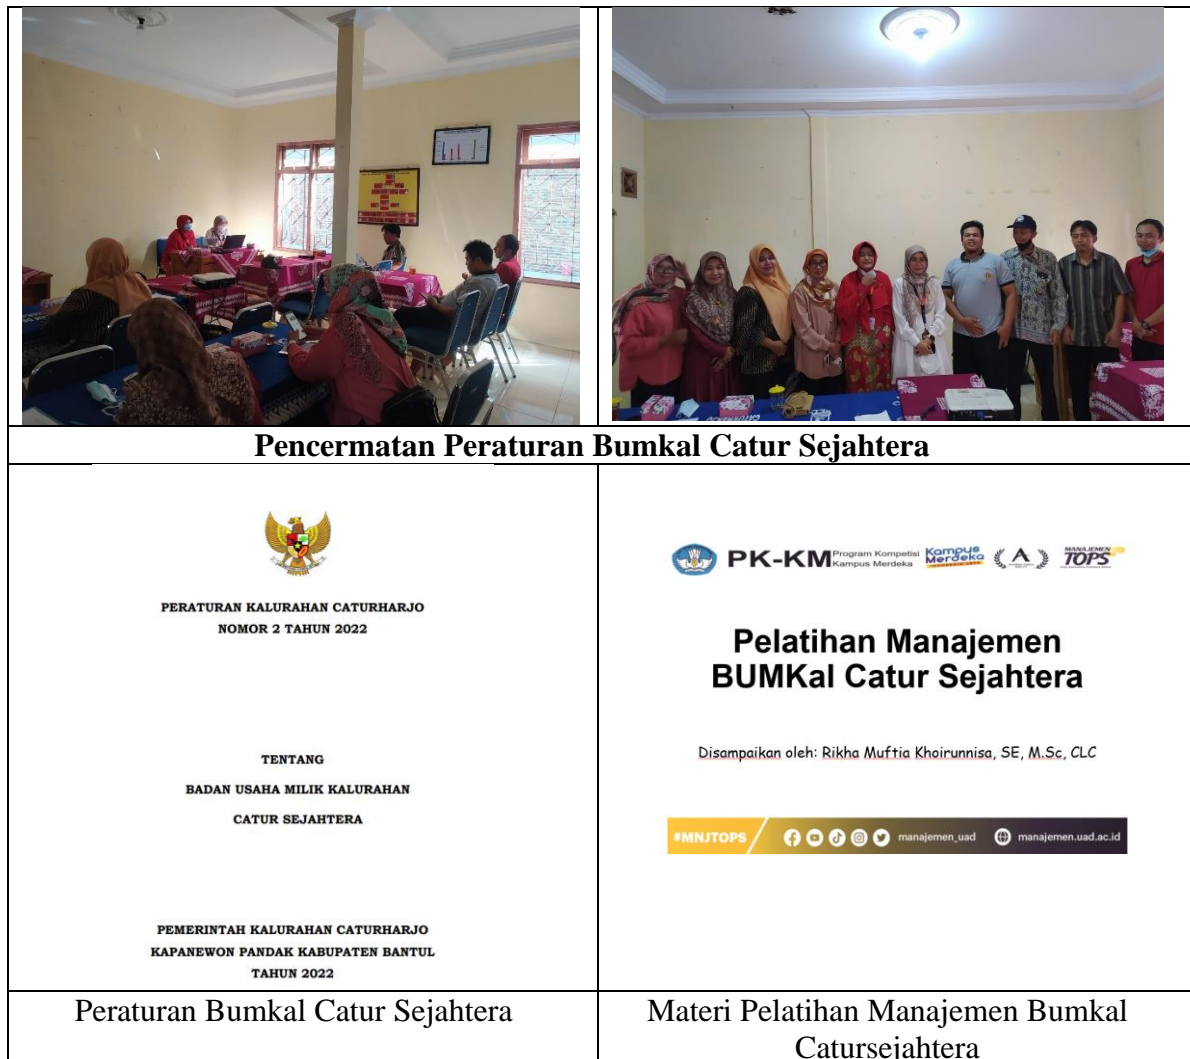 Pencermatan Peraturan Bumkal Catur Sejahtera
PERATURAN KALURAHAN CATURHARJO
NOMOR 2 TAHUN 2022
TENTANG
BADAN USAHA MILIK KALURAHAN
CATUR SEJAHTERA
PEMERINTAH KALURAHAN CATURHARJO
KAPANEWON PANDAK KABUPATEN BANTUL
TAHUN 2022
PK-KM Program Kompetisi
Kampus Merdeka
Kampus
Merdeka
INDONESIA JAYA
A
MANAJEMEN
TOPS
Pelatihan Manajemen
BUMKal Catur Sejahtera
Disampaikan oleh: Rikha Muftia Khoirunnisa, SE, M.Sc, CLC
#MNJTOPS manajemen_uad manajemen.uad.ac.id
Peraturan Bumkal Catur Sejahtera
Materi Pelatihan Manajemen Bumkal
Catursejahtera